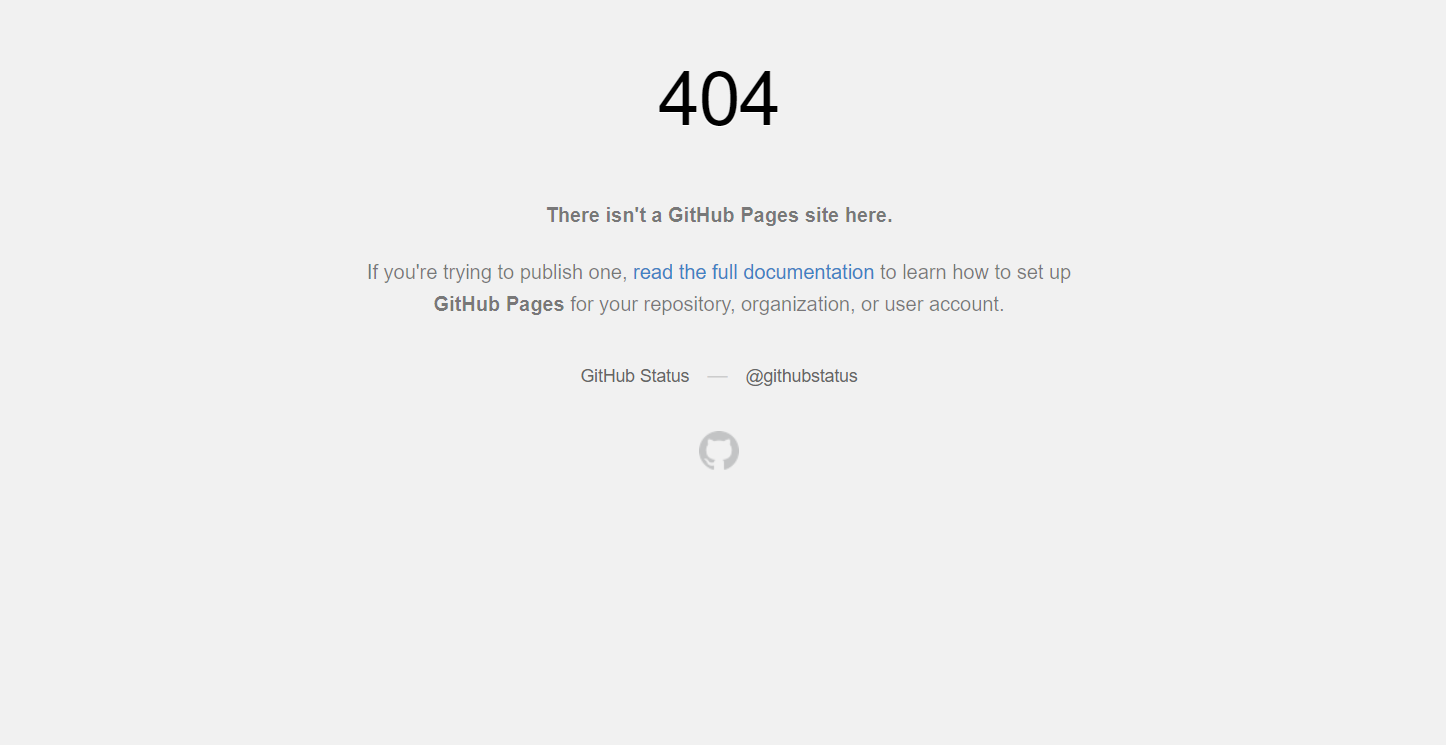 404
There isn't a GitHub Pages site here.
If you're trying to publish one, read the full documentation to learn how to set up
GitHub Pages for your repository, organization, or user account.
GitHub Status — @githubstatus